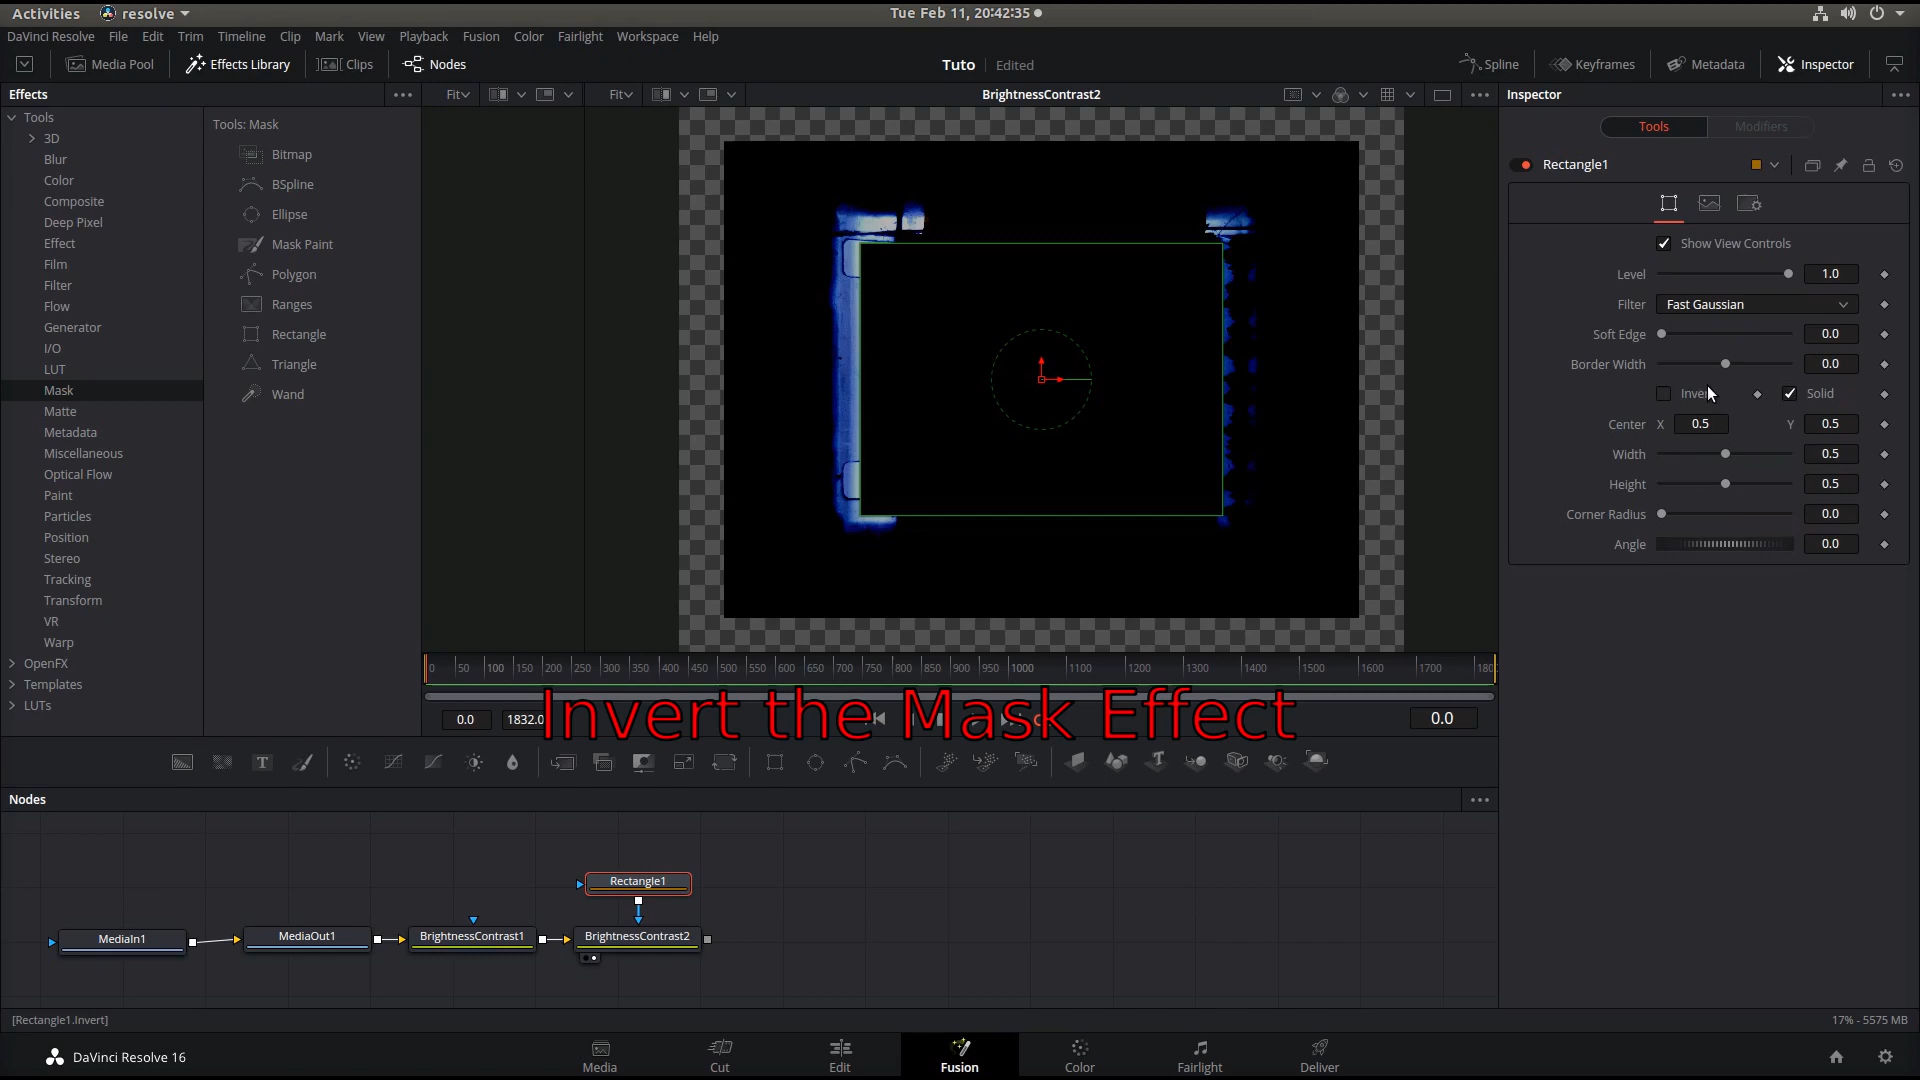 Activities resolve Tue Feb 11, 20:42:35
DaVinci Resolve File Edit Trim Timeline Clip Mark View Playback Fusion Color Fairlight Workspace Help
Media Pool Effects Library Clips Nodes Tuto Edited Spline Keyframes Metadata Inspector
Effects Fit Fit BrightnessContrast2 Inspector
Tools
3D
Blur
Color
Composite
Deep Pixel
Effect
Film
Filter
Flow
Generator
I/O
LUT
Mask
Matte
Metadata
Miscellaneous
Optical Flow
Paint
Particles
Position
Stereo
Tracking
Transform
VR
Warp
OpenFX
Templates
LUTs
Tools: Mask
Bitmap
BSpline
Ellipse
Mask Paint
Polygon
Ranges
Rectangle
Triangle
Wand
Tools Modifiers
Rectangle1
Show View Controls
Level 1.0
Filter Fast Gaussian
Soft Edge 0.0
Border Width 0.0
Solid
Center X 0.5 Y 0.5
Width 0.5
Height 0.5
Corner Radius 0.0
Angle 0.0
0 50 100 150 200 250 300 350 400 450 500 550 600 650 700 750 800 850 900 950 1000 1100 1200 1300 1400 1500 1600 1700
0.0 1832.0 0.0
Invert the Mask Effect
Nodes
Rectangle1
MediaIn1 MediaOut1 BrightnessContrast1 BrightnessContrast2
[Rectangle1.Invert] 17% - 5575 MB
DaVinci Resolve 16 Media Cut Edit Fusion Color Fairlight Deliver